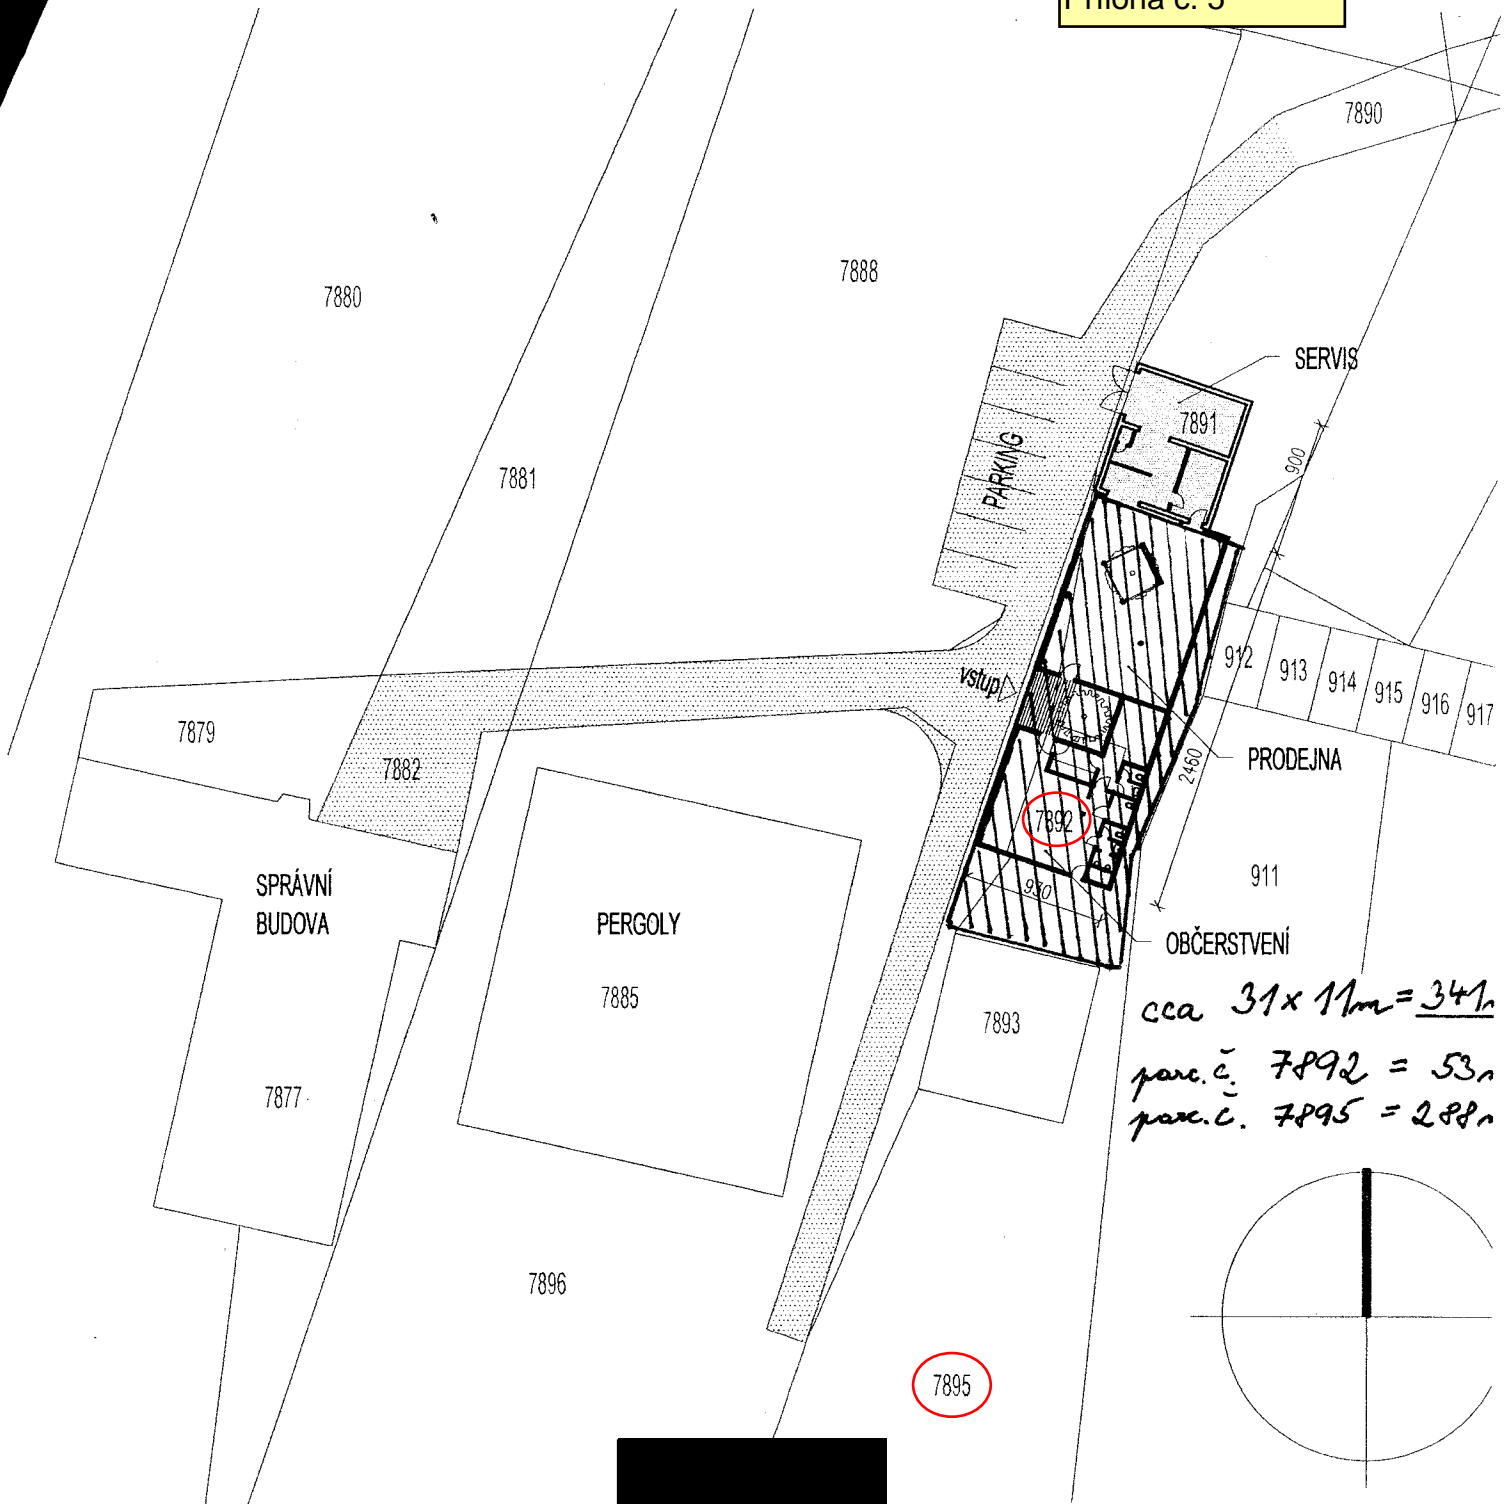 Příloha č. 5
7890
7888
7880
SERVIS
7891
PARKING
900
7881
912
913
914
915
916
917
vstup
7879
7882
PRODEJNA
2460
7892
911
930
SPRÁVNÍ
BUDOVA
PERGOLY
OBČERSTVENÍ
7885
7893
cca 31 x 11m = 341
parc. č. 7892 = 53
parc. č. 7895 = 288
7877
7896
7895